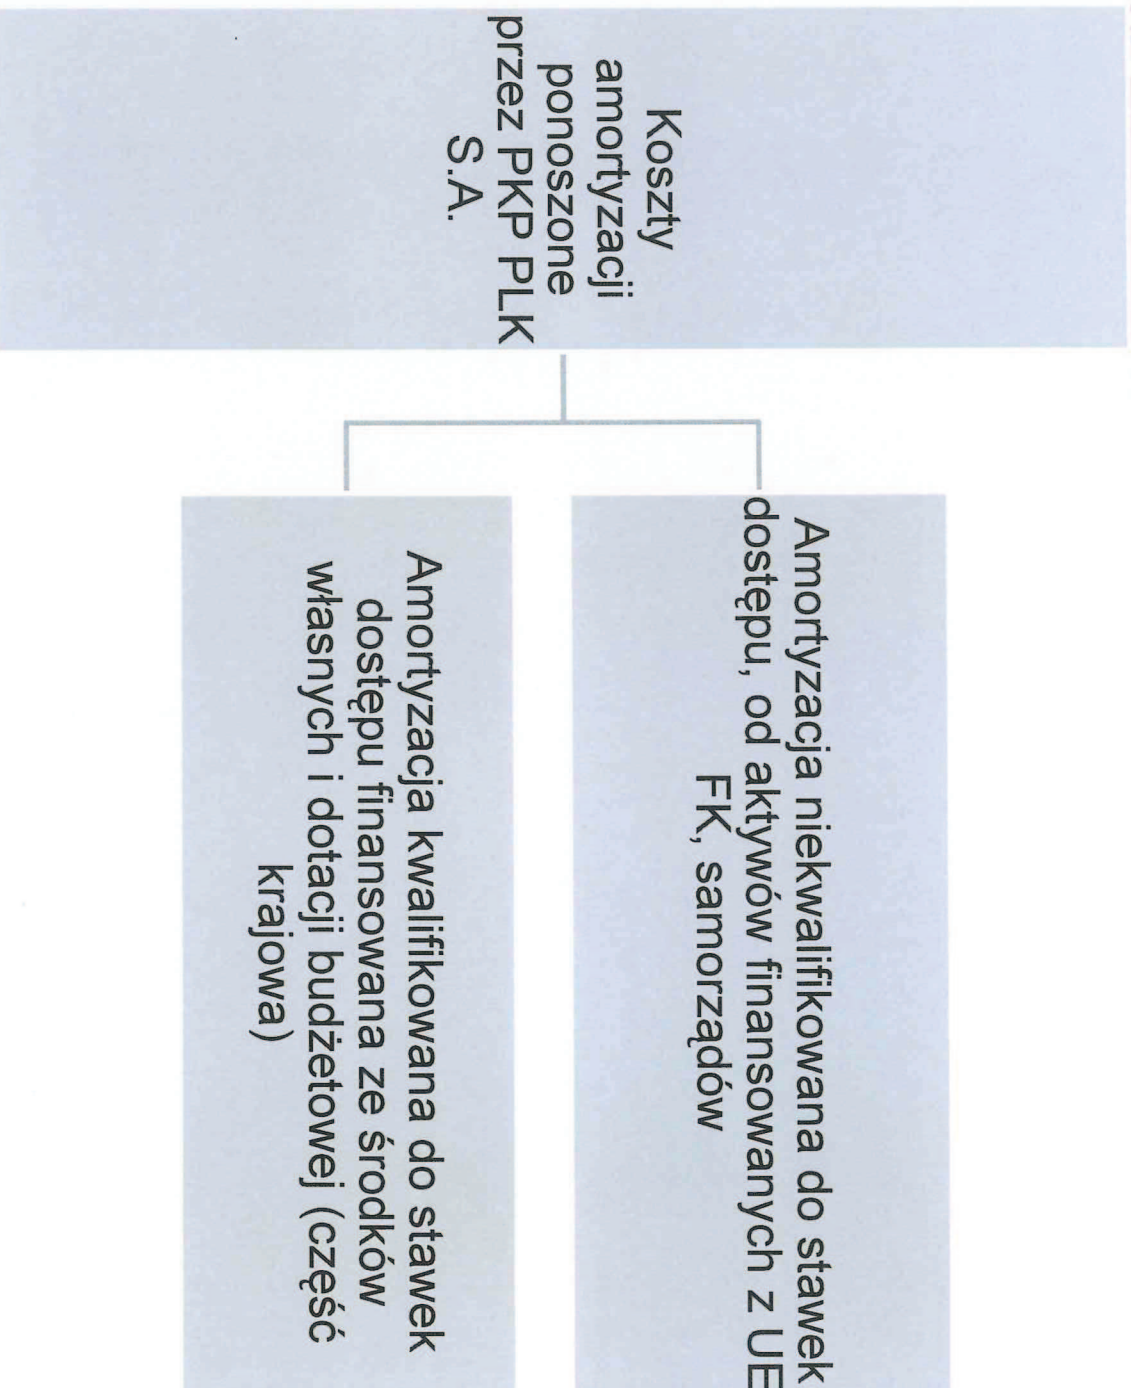 Koszty
amortyzacji
ponoszone
przez PKP PLK
S.A.
Amortyzacja niekwalifikowana do stawek
dostępu, od aktywów finansowanych z UE
FK, samorządów
Amortyzacja kwalifikowana do stawek
dostępu finansowana ze środków
własnych i dotacji budżetowej (część
krajowa)